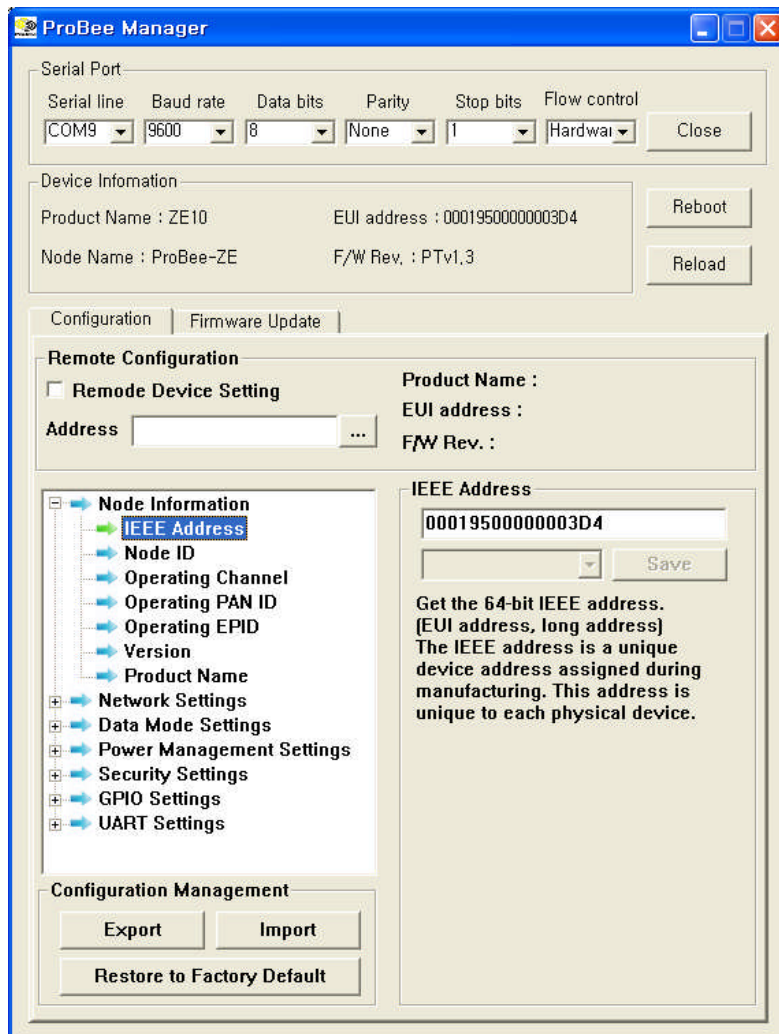 ProBee Manager
Serial Port
Serial line Baud rate Data bits Parity Stop bits Flow control
COM9 9600 8 None 1 Hardwar Close
Device Infomation
Product Name : ZE10 EUI address : 00019500000003D4
Node Name : ProBee-ZE F/W Rev. : PTv1.3
Reboot
Reload
Configuration Firmware Update
Remote Configuration
Remode Device Setting
Address ...
Product Name :
EUI address :
F/W Rev. :
Node Information
IEEE Address
Node ID
Operating Channel
Operating PAN ID
Operating EPID
Version
Product Name
Network Settings
Data Mode Settings
Power Management Settings
Security Settings
GPIO Settings
UART Settings
IEEE Address
00019500000003D4
Save
Get the 64-bit IEEE address.
(EUI address, long address)
The IEEE address is a unique
device address assigned during
manufacturing. This address is
unique to each physical device.
Configuration Management
Export Import
Restore to Factory Default